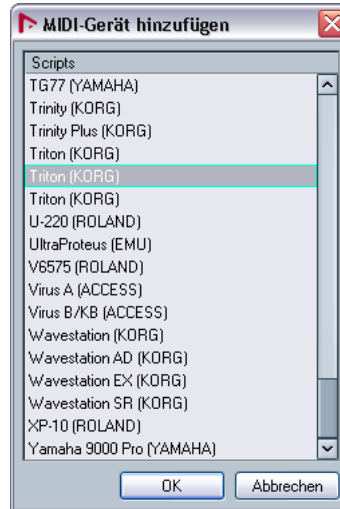 MIDI-Gerät hinzufügen
Scripts
TG77 (YAMAHA)
Trinity (KORG)
Trinity Plus (KORG)
Triton (KORG)
Triton (KORG)
Triton (KORG)
U-220 (ROLAND)
UltraProteus (EMU)
V6575 (ROLAND)
Virus A (ACCESS)
Virus B/KB (ACCESS)
Wavestation (KORG)
Wavestation AD (KORG)
Wavestation EX (KORG)
Wavestation SR (KORG)
XP-10 (ROLAND)
Yamaha 9000 Pro (YAMAHA)
OK Abbrechen